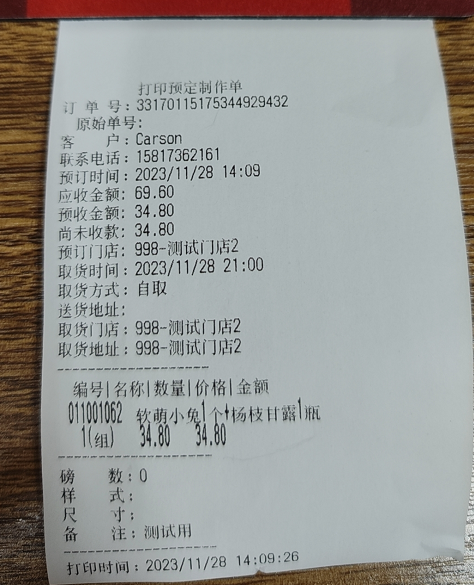 打印预定制作单
订 单 号: 33170115175344929432
原始单号:
客 户: Carson
联系电话: 15817362161
预订时间: 2023/11/28 14:09
应收金额: 69.60
预收金额: 34.80
尚未收款: 34.80
预订门店: 998-测试门店2
取货时间: 2023/11/28 21:00
取货方式: 自取
送货地址:
取货门店: 998-测试门店2
取货地址: 998-测试门店2
编号|名称|数量|价格|金额
011001062 软萌小兔1个+杨枝甘露1瓶
1(组) 34.80 34.80
磅 数: 0
样 式:
尺 寸:
备 注: 测试用
打印时间: 2023/11/28 14:09:26